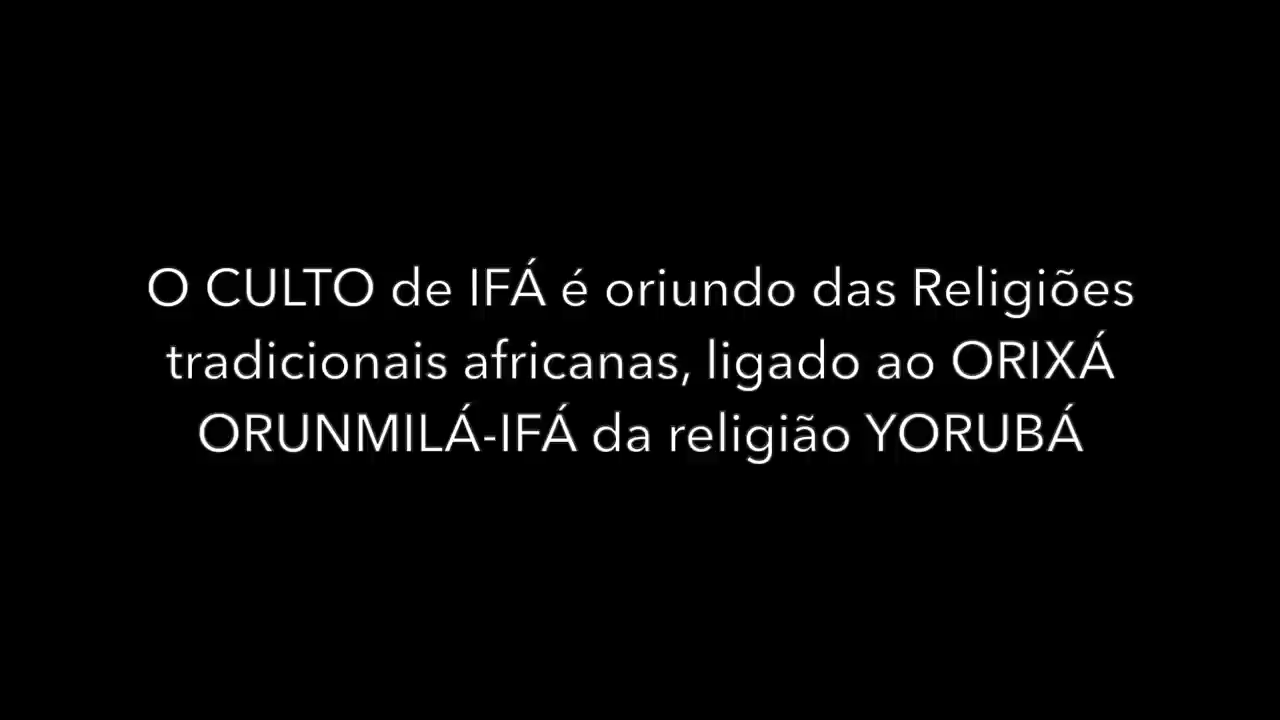 O CULTO de IFÁ é oriundo das Religiões
tradicionais africanas, ligado ao ORIXÁ
ORUNMILÁ-IFÁ da religião YORUBÁ